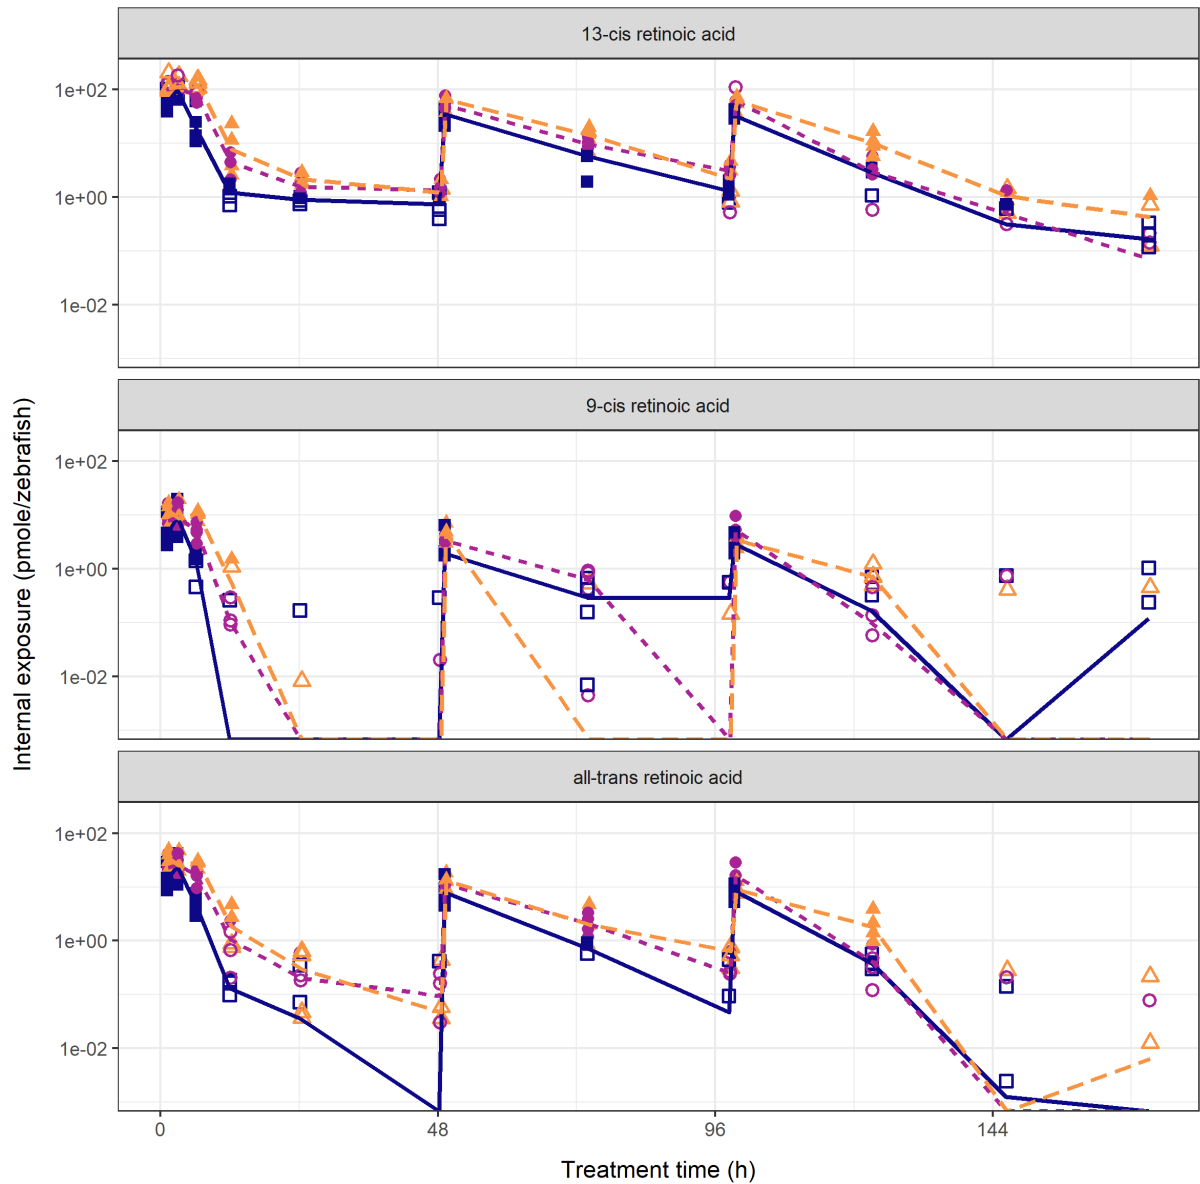 13-cis retinoic acid
1e+02
1e+00
1e-02
9-cis retinoic acid
1e+02
1e+00
1e-02
Internal exposure (pmole/zebrafish)
all-trans retinoic acid
1e+02
1e+00
1e-02
0 48 96 144
Treatment time (h)